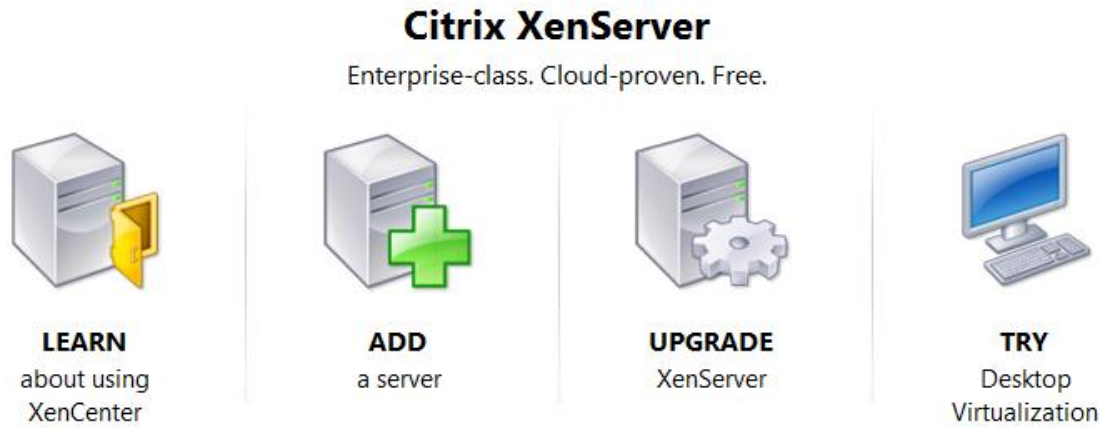 Citrix XenServer
Enterprise-class. Cloud-proven. Free.
LEARN
about using
XenCenter
ADD
a server
UPGRADE
XenServer
TRY
Desktop
Virtualization